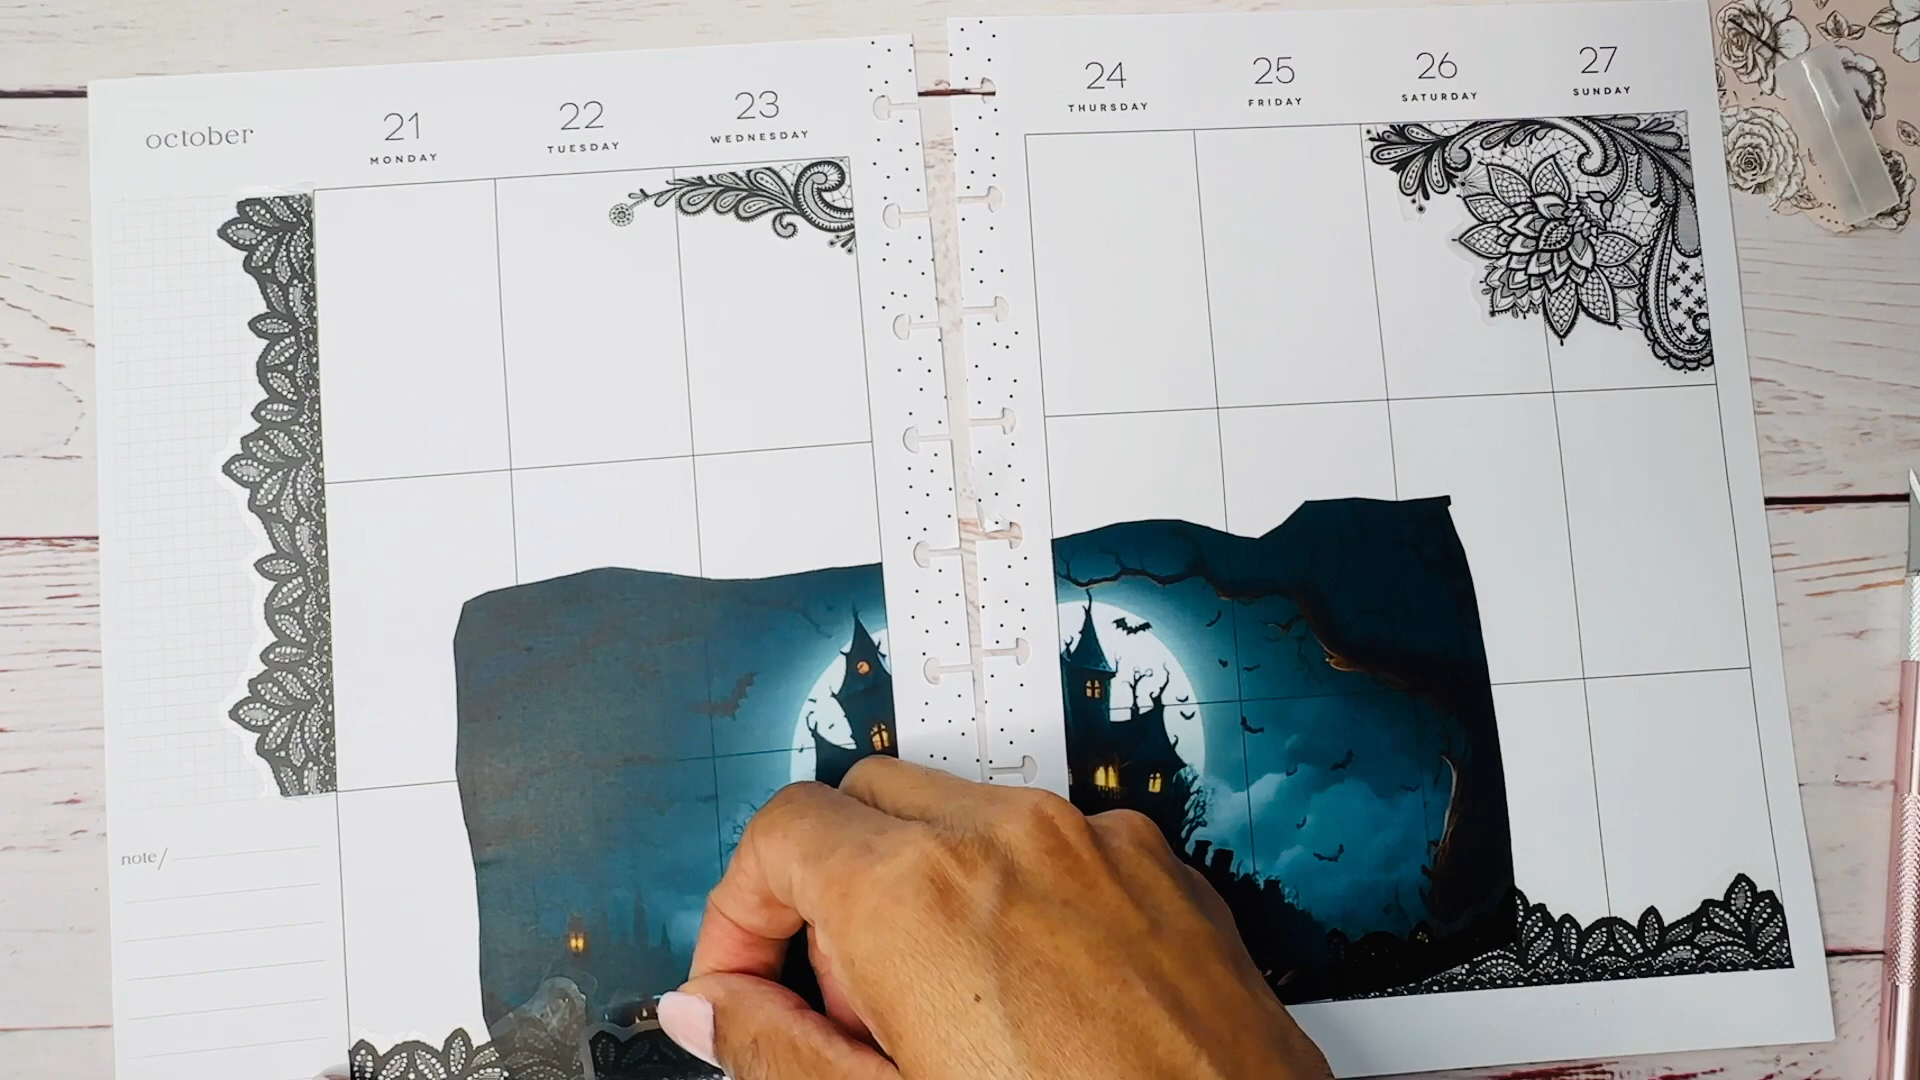 october
21
MONDAY
22
TUESDAY
23
WEDNESDAY
24
THURSDAY
25
FRIDAY
26
SATURDAY
27
SUNDAY
note/